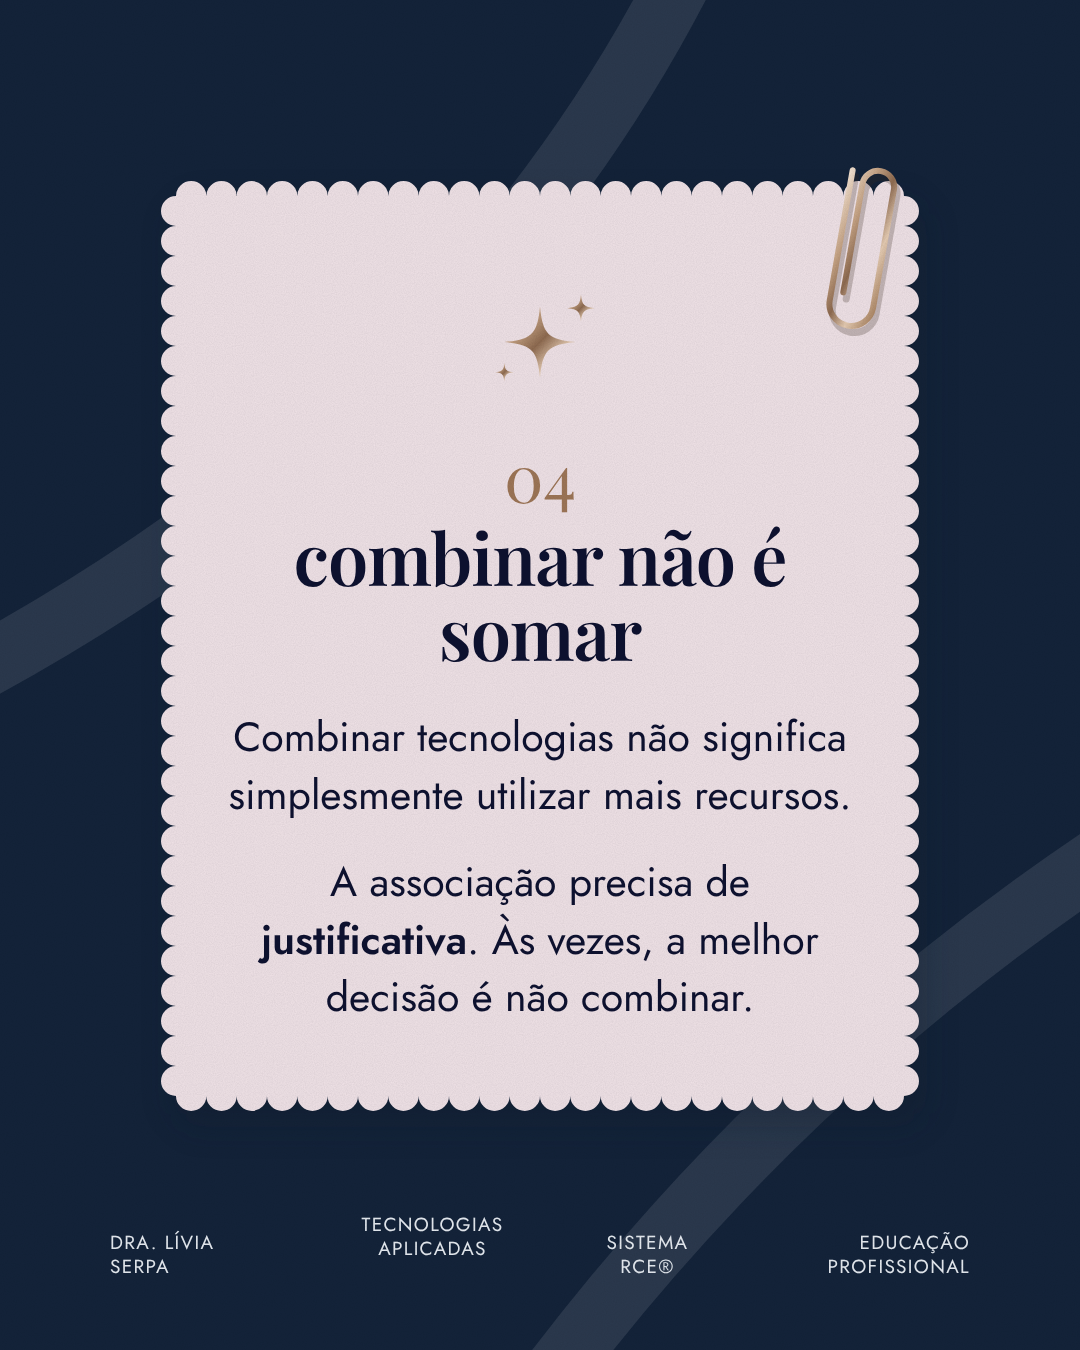 04
combinar não é
somar
Combinar tecnologias não significa
simplesmente utilizar mais recursos.
A associação precisa de
justificativa. Às vezes, a melhor
decisão é não combinar.
DRA. LÍVIA
SERPA
TECNOLOGIAS
APLICADAS
SISTEMA
RCE®
EDUCAÇÃO
PROFISSIONAL